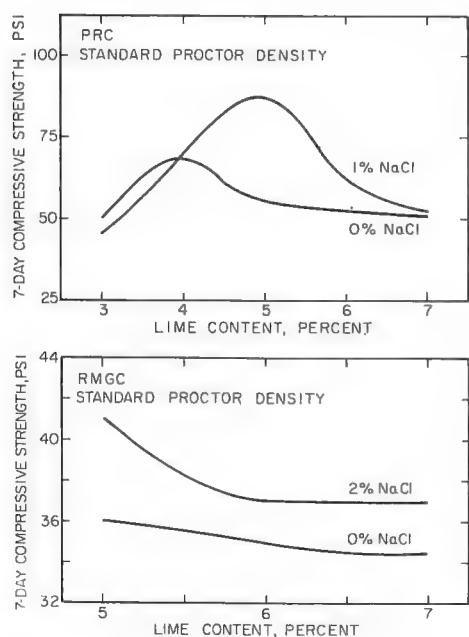 PRC
STANDARD PROCTOR DENSITY
7-DAY COMPRESSIVE STRENGTH, PSI
100
75
50
25
1% NaCl
0% NaCl
3 4 5 6 7
LIME CONTENT, PERCENT
RMGC
STANDARD PROCTOR DENSITY
7-DAY COMPRESSIVE STRENGTH, PSI
44
40
36
32
2% NaCl
0% NaCl
5 6 7
LIME CONTENT, PERCENT